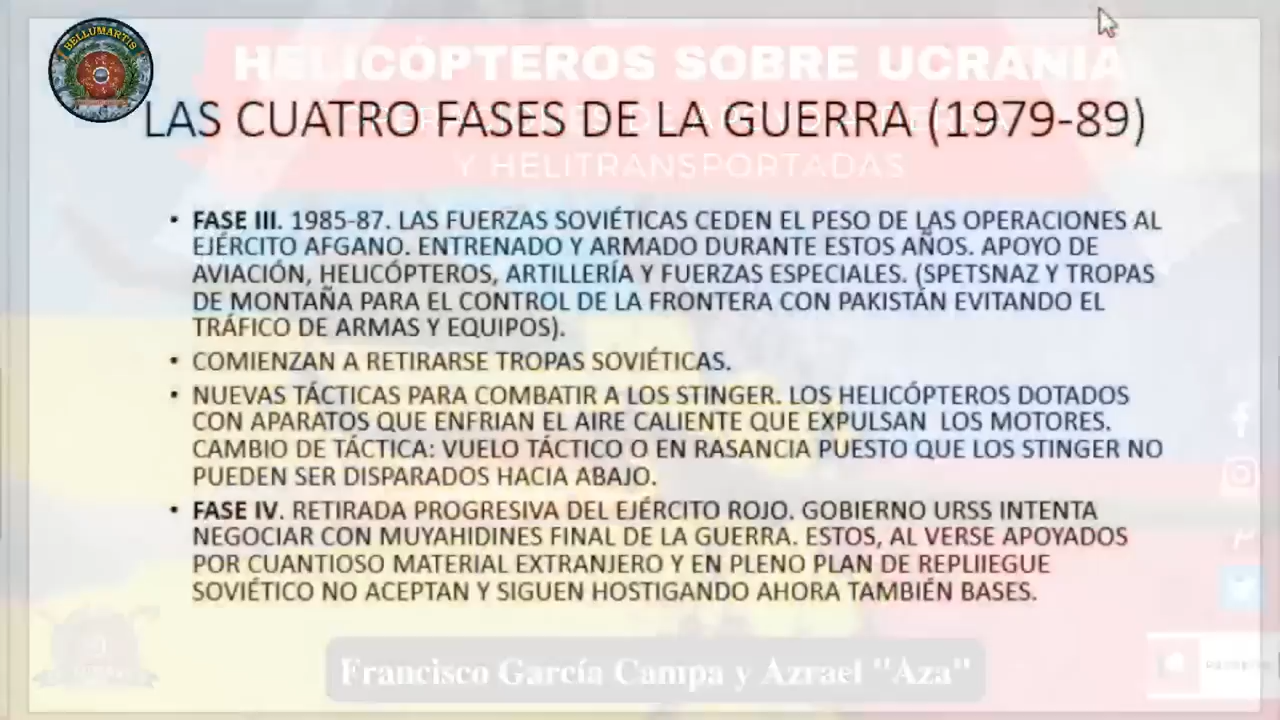 BELLUMARTIS
HELICÓPTEROS SOBRE UCRANIA
LAS CUATRO FASES DE LA GUERRA (1979-89)
Y HELITRANSPORTADAS
• FASE III. 1985-87. LAS FUERZAS SOVIÉTICAS CEDEN EL PESO DE LAS OPERACIONES AL
EJÉRCITO AFGANO. ENTRENADO Y ARMADO DURANTE ESTOS AÑOS. APOYO DE
AVIACIÓN, HELICÓPTEROS, ARTILLERÍA Y FUERZAS ESPECIALES. (SPETSNAZ Y TROPAS
DE MONTAÑA PARA EL CONTROL DE LA FRONTERA CON PAKISTÁN EVITANDO EL
TRÁFICO DE ARMAS Y EQUIPOS).
• COMIENZAN A RETIRARSE TROPAS SOVIÉTICAS.
• NUEVAS TÁCTICAS PARA COMBATIR A LOS STINGER. LOS HELICÓPTEROS DOTADOS
CON APARATOS QUE ENFRIAN EL AIRE CALIENTE QUE EXPULSAN LOS MOTORES.
CAMBIO DE TÁCTICA: VUELO TÁCTICO O EN RASANCIA PUESTO QUE LOS STINGER NO
PUEDEN SER DISPARADOS HACIA ABAJO.
• FASE IV. RETIRADA PROGRESIVA DEL EJÉRCITO ROJO. GOBIERNO URSS INTENTA
NEGOCIAR CON MUYAHIDINES FINAL DE LA GUERRA. ESTOS, AL VERSE APOYADOS
POR CUANTIOSO MATERIAL EXTRANJERO Y EN PLENO PLAN DE REPLIIEGUE
SOVIÉTICO NO ACEPTAN Y SIGUEN HOSTIGANDO AHORA TAMBIÉN BASES.
Francisco García Campa y Azrael "Aza"